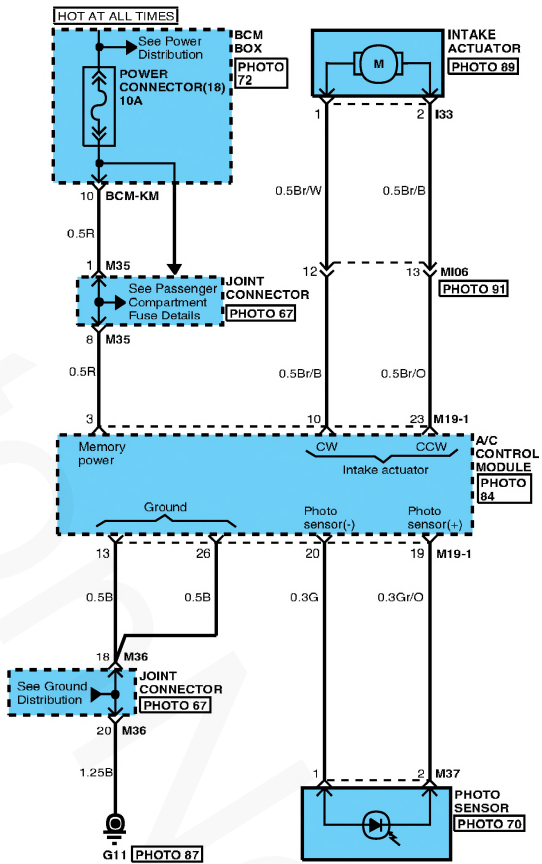 HOT AT ALL TIMES
BCM
BOX
PHOTO
72
See Power
Distribution
POWER
CONNECTOR(18)
10A
10
BCM-KM
0.5R
1
M35
See Passenger
Compartment
Fuse Details
JOINT
CONNECTOR
PHOTO 67
8
M35
0.5R
3
INTAKE
ACTUATOR
PHOTO 89
M
1
2
I33
0.5Br/W
0.5Br/B
12
13
MI06
PHOTO 91
0.5Br/B
0.5Br/O
10
23
M19-1
Memory
power
CW
CCW
Intake actuator
A/C
CONTROL
MODULE
PHOTO
84
Ground
Photo
sensor(-)
Photo
sensor(+)
13
26
20
19
M19-1
0.5B
0.5B
0.3G
0.3Gr/O
18
M36
See Ground
Distribution
JOINT
CONNECTOR
PHOTO 67
20
M36
1.25B
G11
PHOTO 87
1
2
M37
PHOTO
SENSOR
PHOTO 70